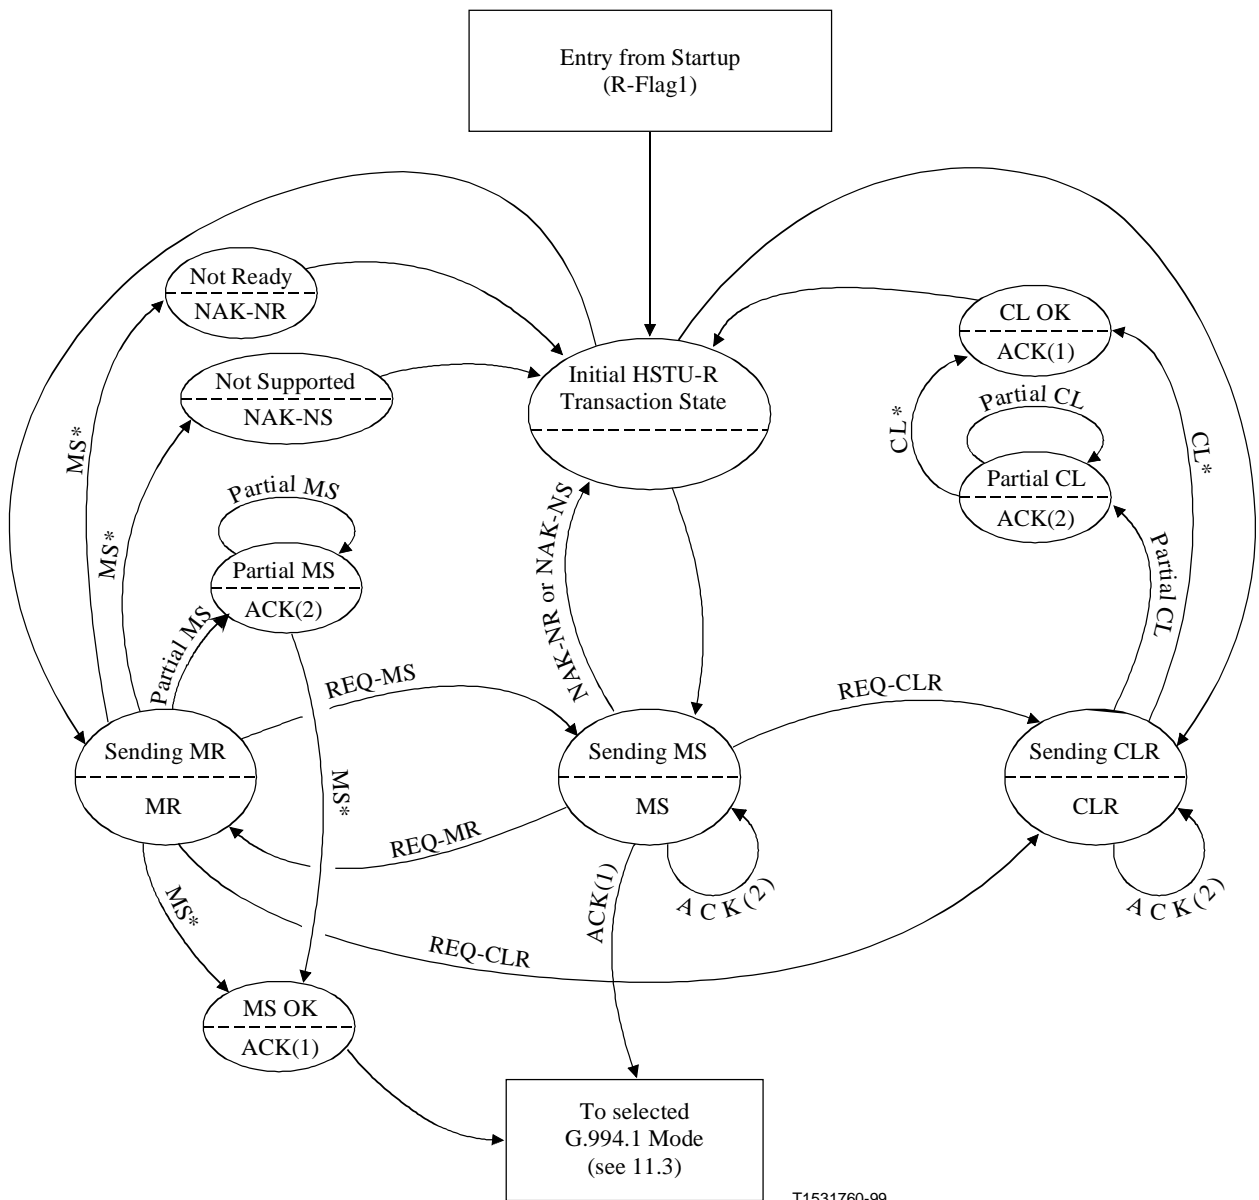 Entry from Startup
(R-Flag1)
Not Ready
NAK-NR
CL OK
ACK(1)
Not Supported
NAK-NS
Initial HSTU-R
Transaction State
Partial CL
CL*
CL*
MS*
MS*
Partial MS
Partial CL
ACK(2)
NAK-NR or NAK-NS
Partial MS
ACK(2)
Partial CL
Partial MS
REQ-MS
REQ-CLR
Sending MR
MR
Sending MS
MS
Sending CLR
CLR
MS*
REQ-MR
MS*
ACK(1)
ACK(2)
ACK(2)
REQ-CLR
MS OK
ACK(1)
To selected
G.994.1 Mode
(see 11.3)
T1531760-99